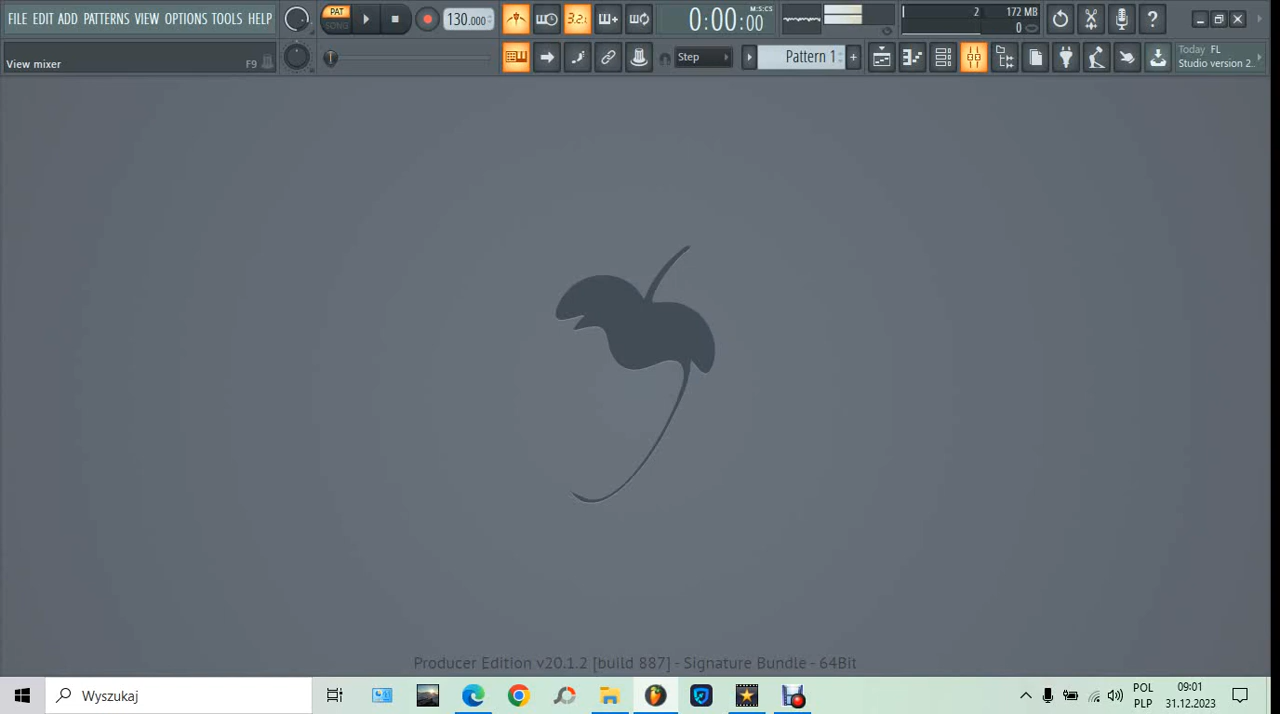 FILE EDIT ADD PATTERNS VIEW OPTIONS TOOLS HELP
PAT
SONG
130.000
3.2.
0:00:00
M:S:CS
2
172 MB
0
View mixer
F9
Step
Pattern 1
Today FL
Studio version 2..
Producer Edition v20.1.2 [build 887] - Signature Bundle - 64Bit
Wyszukaj
POL
PLP
09:01
31.12.2023